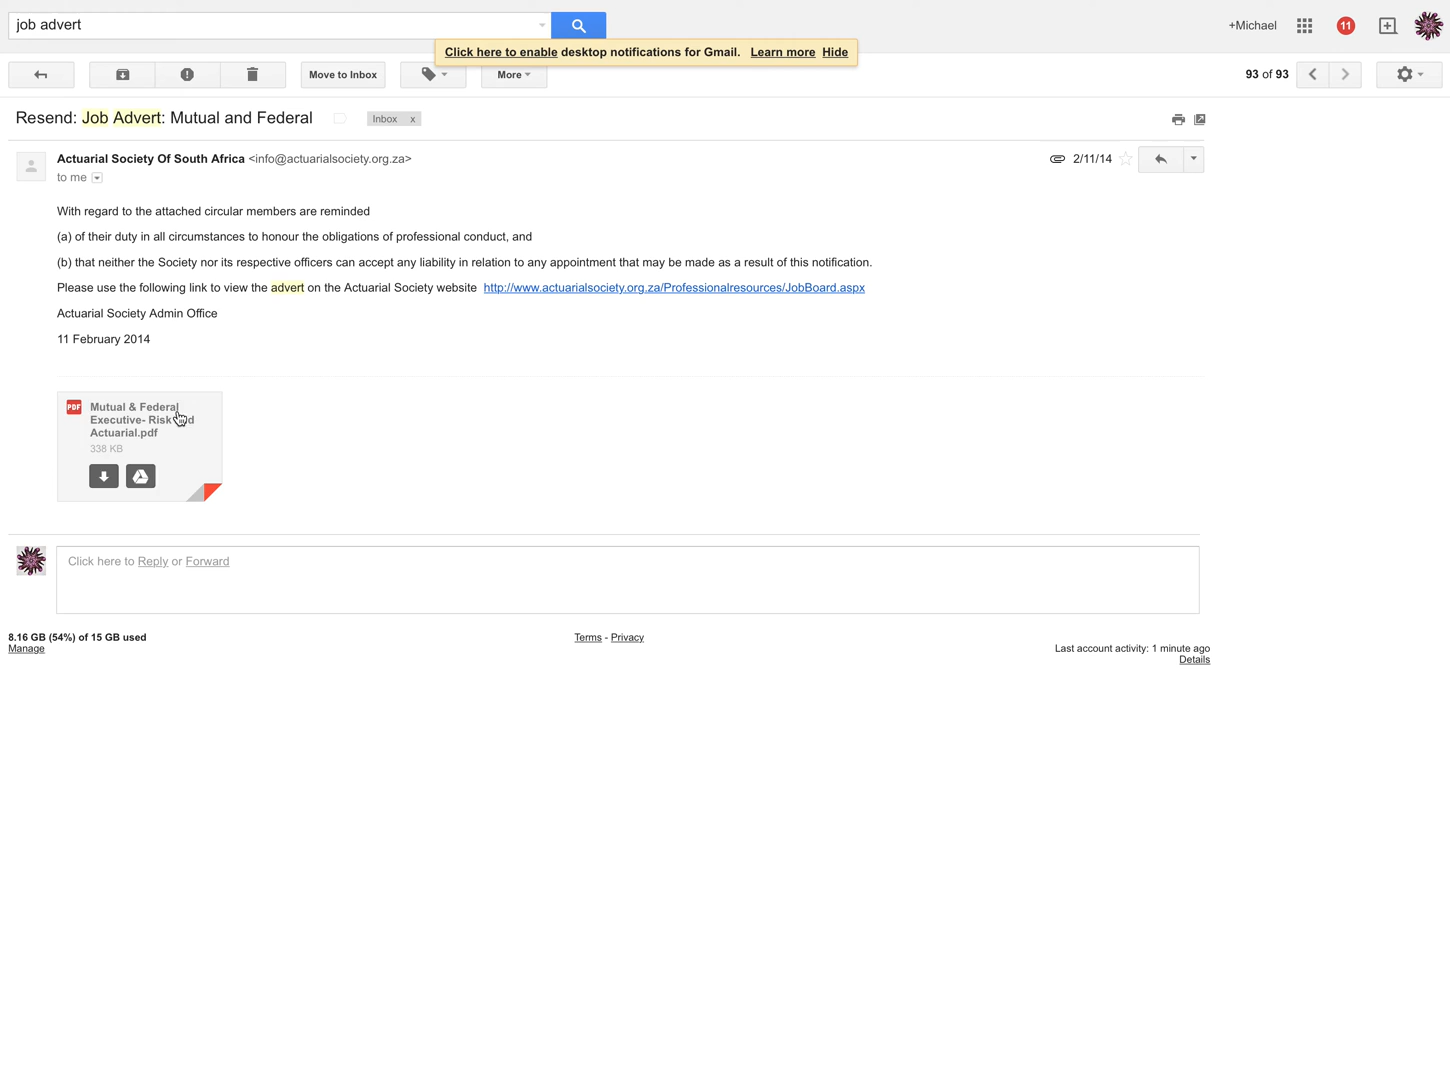 job advert
+Michael
11
Click here to enable desktop notifications for Gmail. Learn more Hide
Move to Inbox
More
93 of 93
Resend: Job Advert: Mutual and Federal
Inbox x
Actuarial Society Of South Africa <info@actuarialsociety.org.za>
2/11/14
to me
With regard to the attached circular members are reminded
(a) of their duty in all circumstances to honour the obligations of professional conduct, and
(b) that neither the Society nor its respective officers can accept any liability in relation to any appointment that may be made as a result of this notification.
Please use the following link to view the advert on the Actuarial Society website http://www.actuarialsociety.org.za/Professionalresources/JobBoard.aspx
Actuarial Society Admin Office
11 February 2014
PDF
Mutual & Federal
Executive- Risk
Actuarial.pdf
338 KB
Click here to Reply or Forward
8.16 GB (54%) of 15 GB used
Manage
Terms - Privacy
Last account activity: 1 minute ago
Details